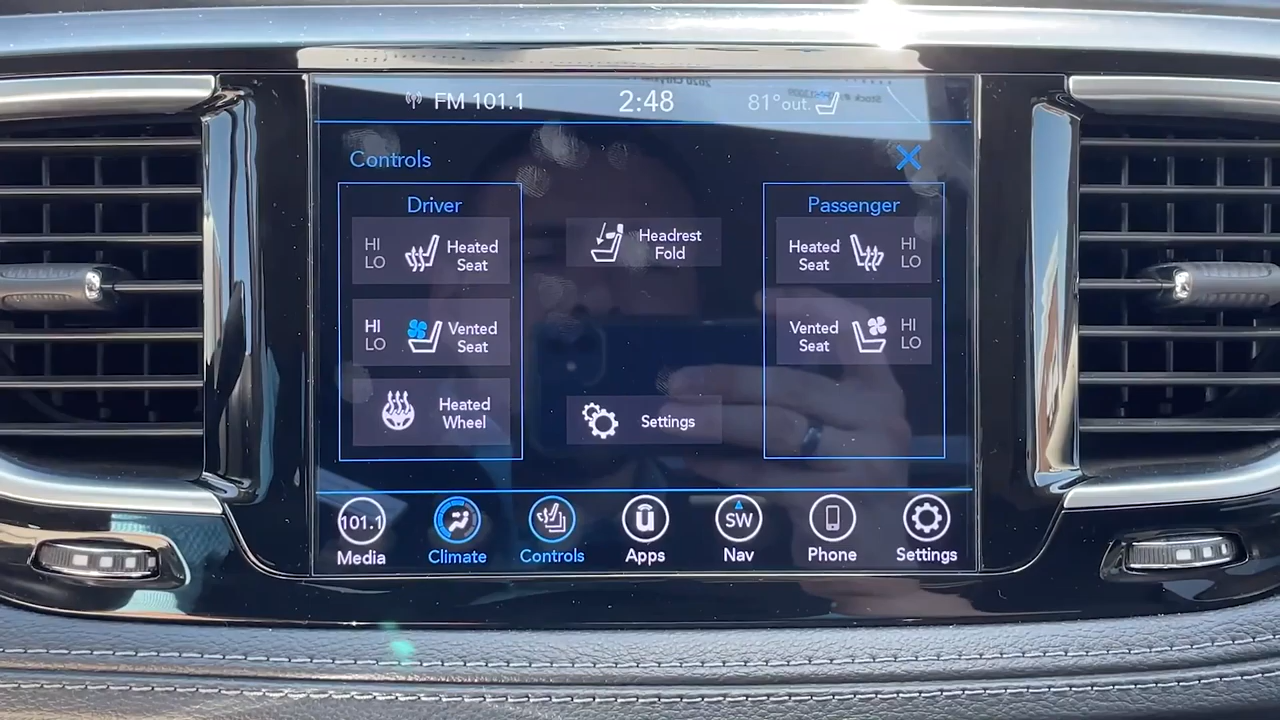 FM 101.1
2:48
81° out.
Controls
Driver
HI
LO
Heated
Seat
HI
LO
Vented
Seat
Heated
Wheel
Headrest
Fold
Settings
Passenger
Heated
Seat
HI
LO
Vented
Seat
HI
LO
101.1
Media
Climate
Controls
Apps
SW
Nav
Phone
Settings